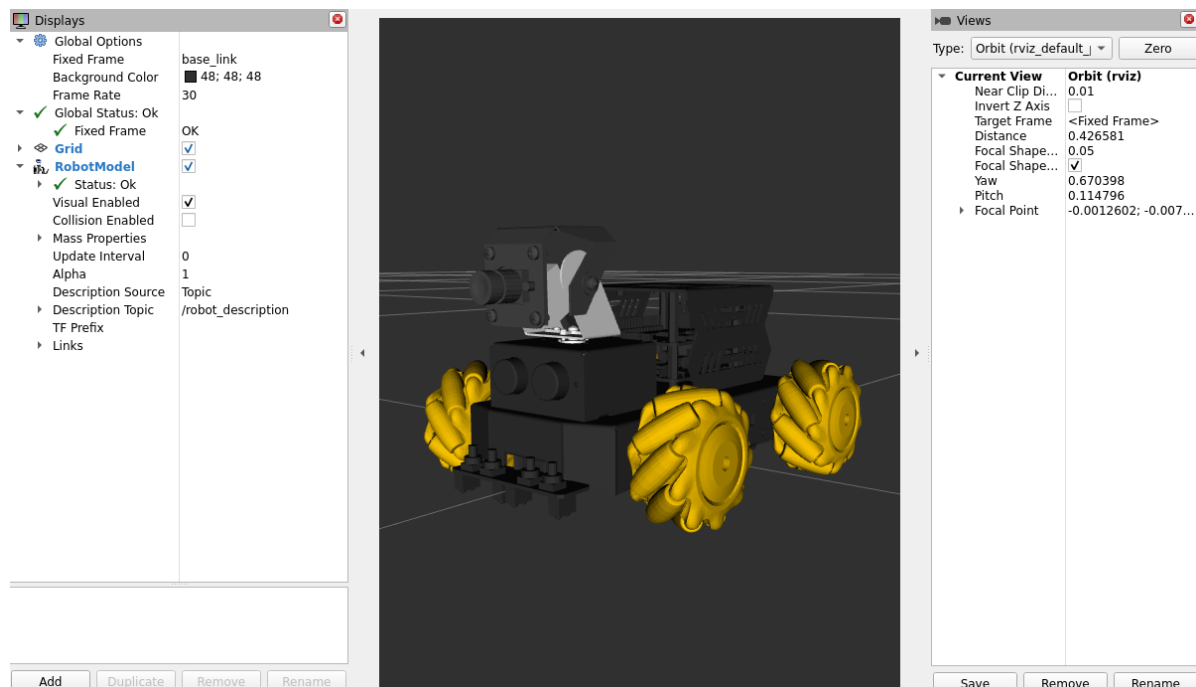 Displays
Global Options
Fixed Frame base_link
Background Color 48; 48; 48
Frame Rate 30
Global Status: Ok
Fixed Frame OK
Grid
RobotModel
Status: Ok
Visual Enabled
Collision Enabled
Mass Properties
Update Interval 0
Alpha 1
Description Source Topic
Description Topic /robot_description
TF Prefix
Links
Add Duplicate Remove Rename
Views
Type: Orbit (rviz_default_ Zero
Current View Orbit (rviz)
Near Clip Di... 0.01
Invert Z Axis
Target Frame <Fixed Frame>
Distance 0.426581
Focal Shape... 0.05
Focal Shape...
Yaw 0.670398
Pitch 0.114796
Focal Point -0.0012602; -0.007...
Save Remove Rename